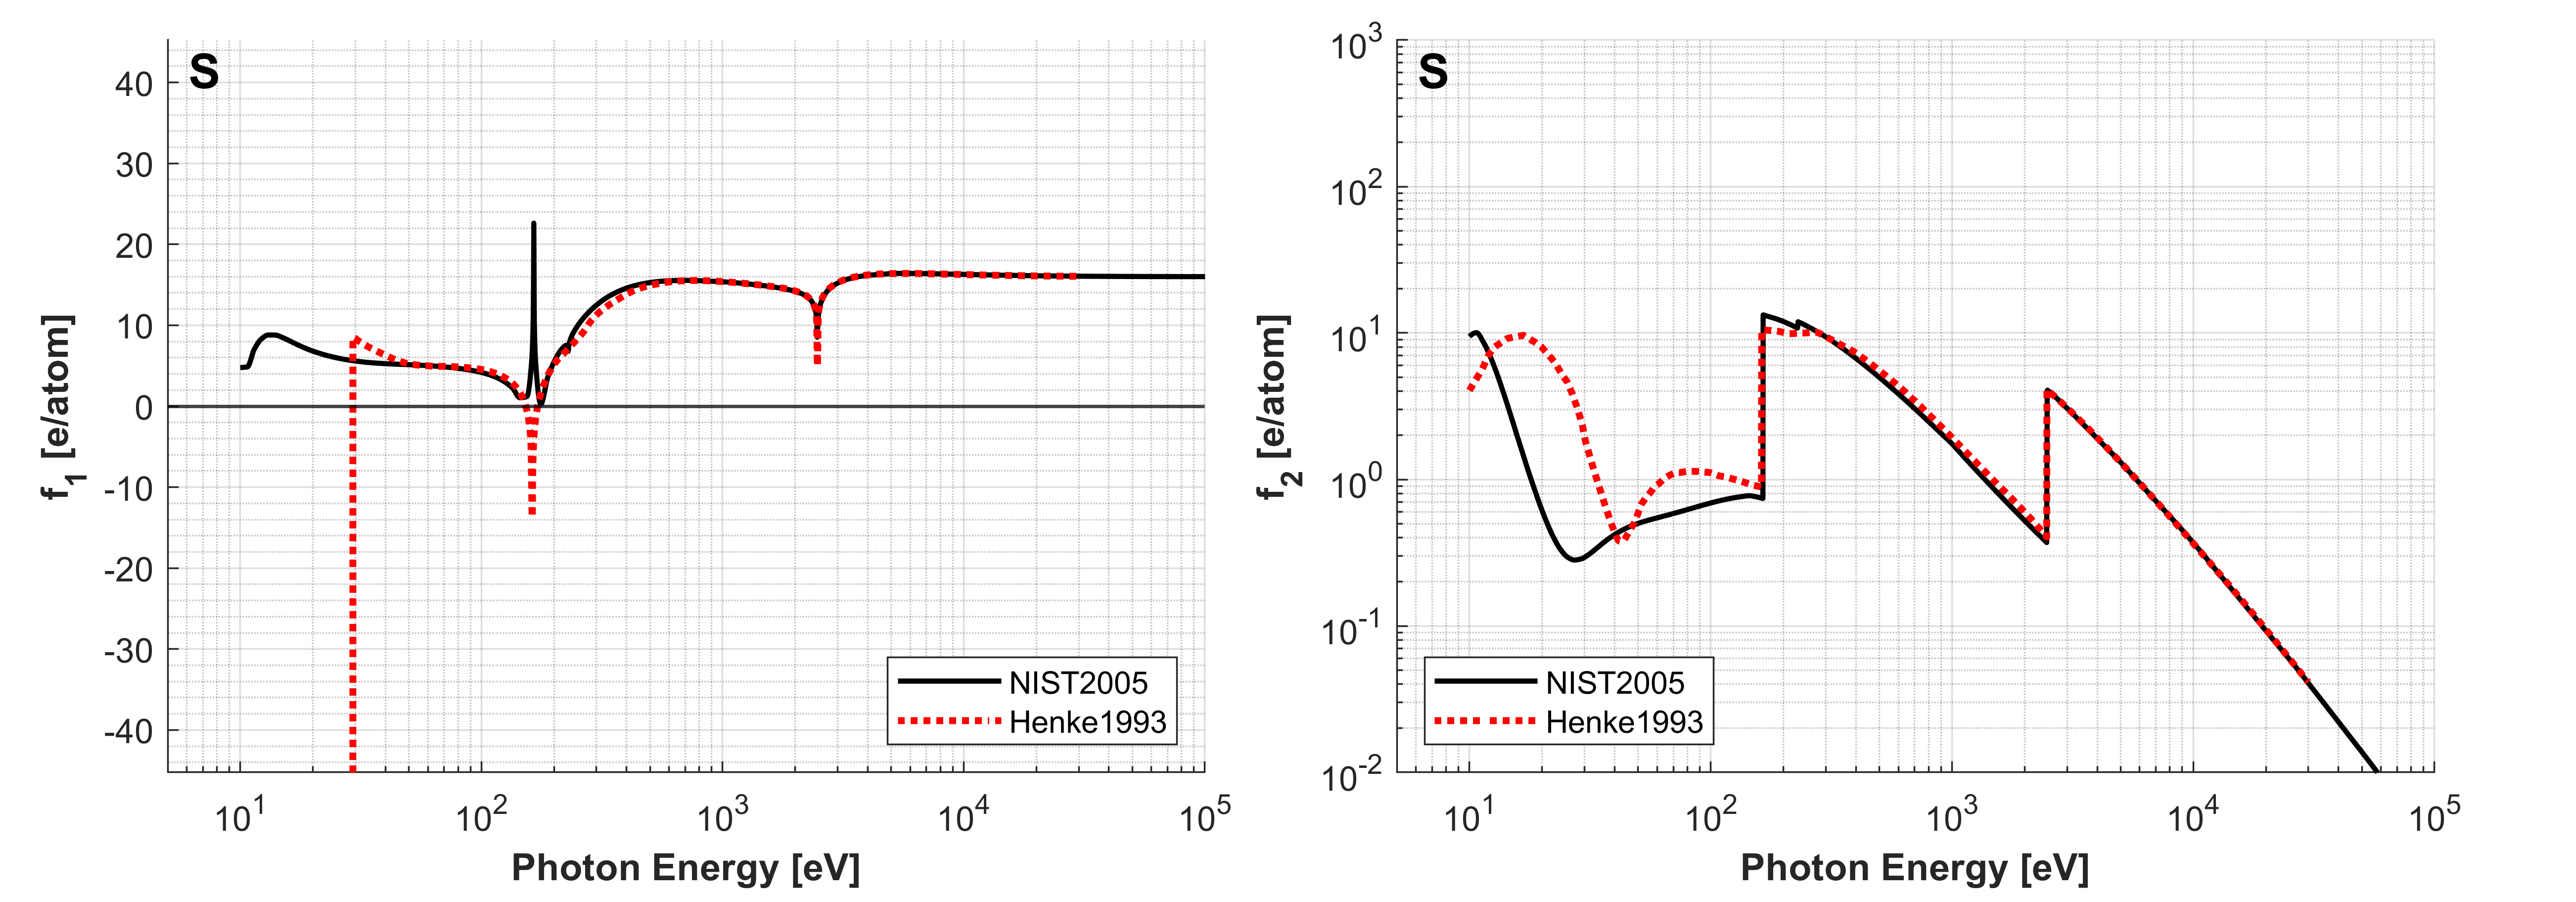 S
40
30
20
10
0
-10
-20
-30
-40
f1 [e/atom]
NIST2005
Henke1993
10^1 10^2 10^3 10^4 10^5
Photon Energy [eV]
S
10^3
10^2
10^1
10^0
10^-1
10^-2
f2 [e/atom]
NIST2005
Henke1993
10^1 10^2 10^3 10^4 10^5
Photon Energy [eV]